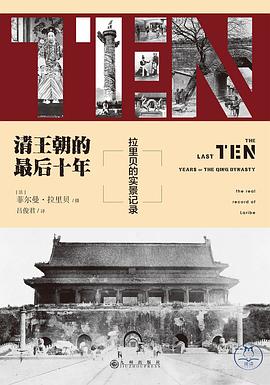 TEN
清王朝的
最后十年
[法]
菲尔曼·拉里贝 / 摄
吕俊君 / 译
拉里贝的实景记录
THE
LAST TEN
YEARS OF THE QING DYNASTY
the real
record of
Laribe
九州出版社
JIUZHOUPRESS